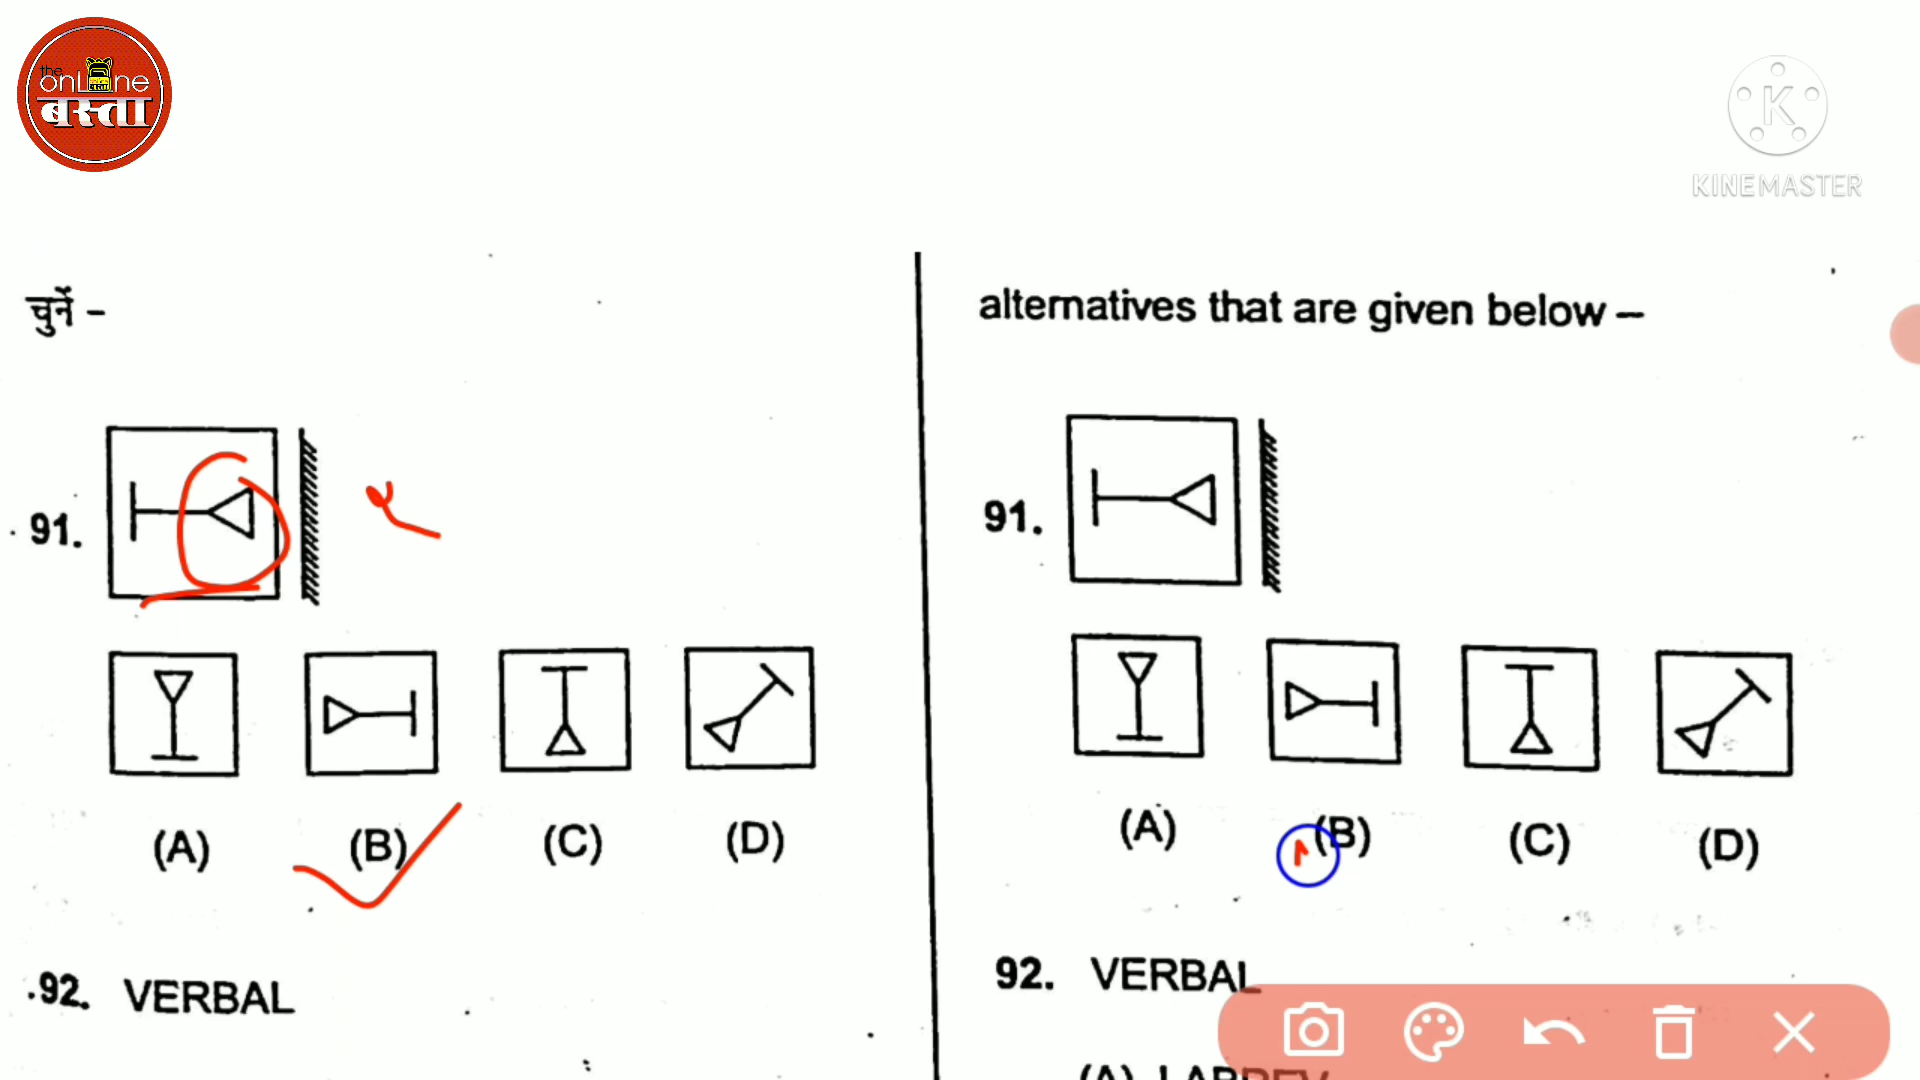 the
onLine
बस्ता
KINEMASTER
चुनें –
91.
(A) (B) (C) (D)
.92. VERBAL
alternatives that are given below –
91.
(A) (B) (C) (D)
92. VERBAL